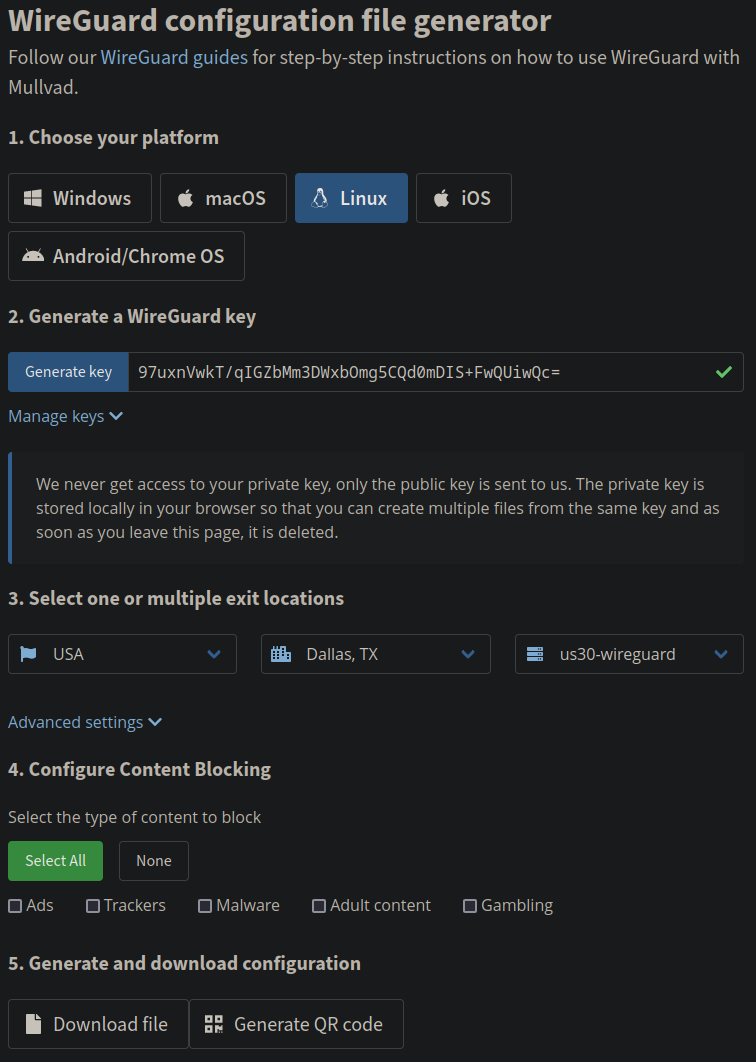 WireGuard configuration file generator
Follow our WireGuard guides for step-by-step instructions on how to use WireGuard with
Mullvad.
1. Choose your platform
Windows
macOS
Linux
iOS
Android/Chrome OS
2. Generate a WireGuard key
Generate key
97uxnVwkT/qIGZbMm3DWxbOmg5CQd0mDIS+FwQUiwQc=
Manage keys
We never get access to your private key, only the public key is sent to us. The private key is
stored locally in your browser so that you can create multiple files from the same key and as
soon as you leave this page, it is deleted.
3. Select one or multiple exit locations
USA
Dallas, TX
us30-wireguard
Advanced settings
4. Configure Content Blocking
Select the type of content to block
Select All
None
Ads
Trackers
Malware
Adult content
Gambling
5. Generate and download configuration
Download file
Generate QR code